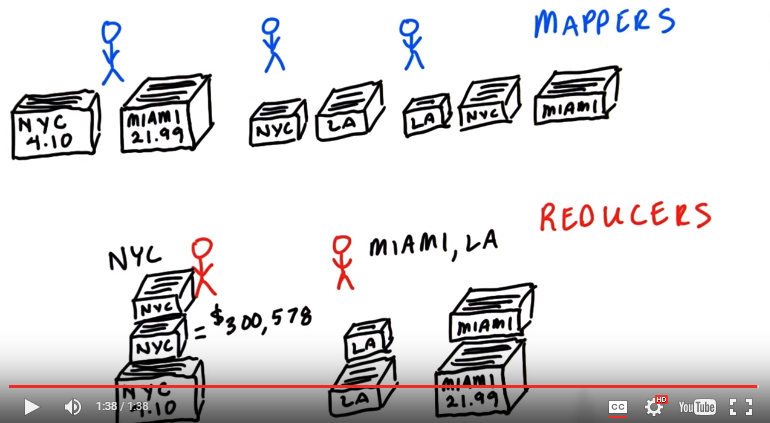 MAPPERS
NYC
4.10
MIAMI
21.99
NYC
LA
LA
NYC
MIAMI
REDUCERS
NYC
MIAMI, LA
NYC
NYC
= $300,578
NYC
4.10
LA
LA
MIAMI
MIAMI
21.99
1:38 / 1:38
CC
HD
YouTube